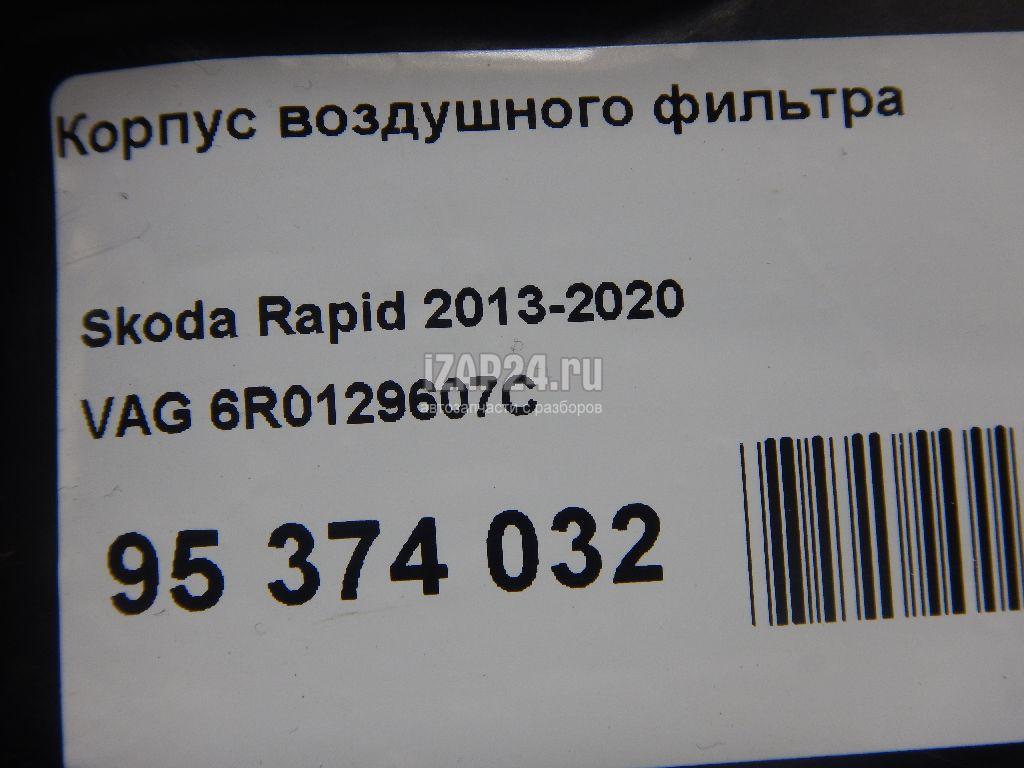 Корпус воздушного фильтра
Skoda Rapid 2013-2020
iZAP24.ru
VAG 6R0129607C
автозапчасти с разборов
95 374 032